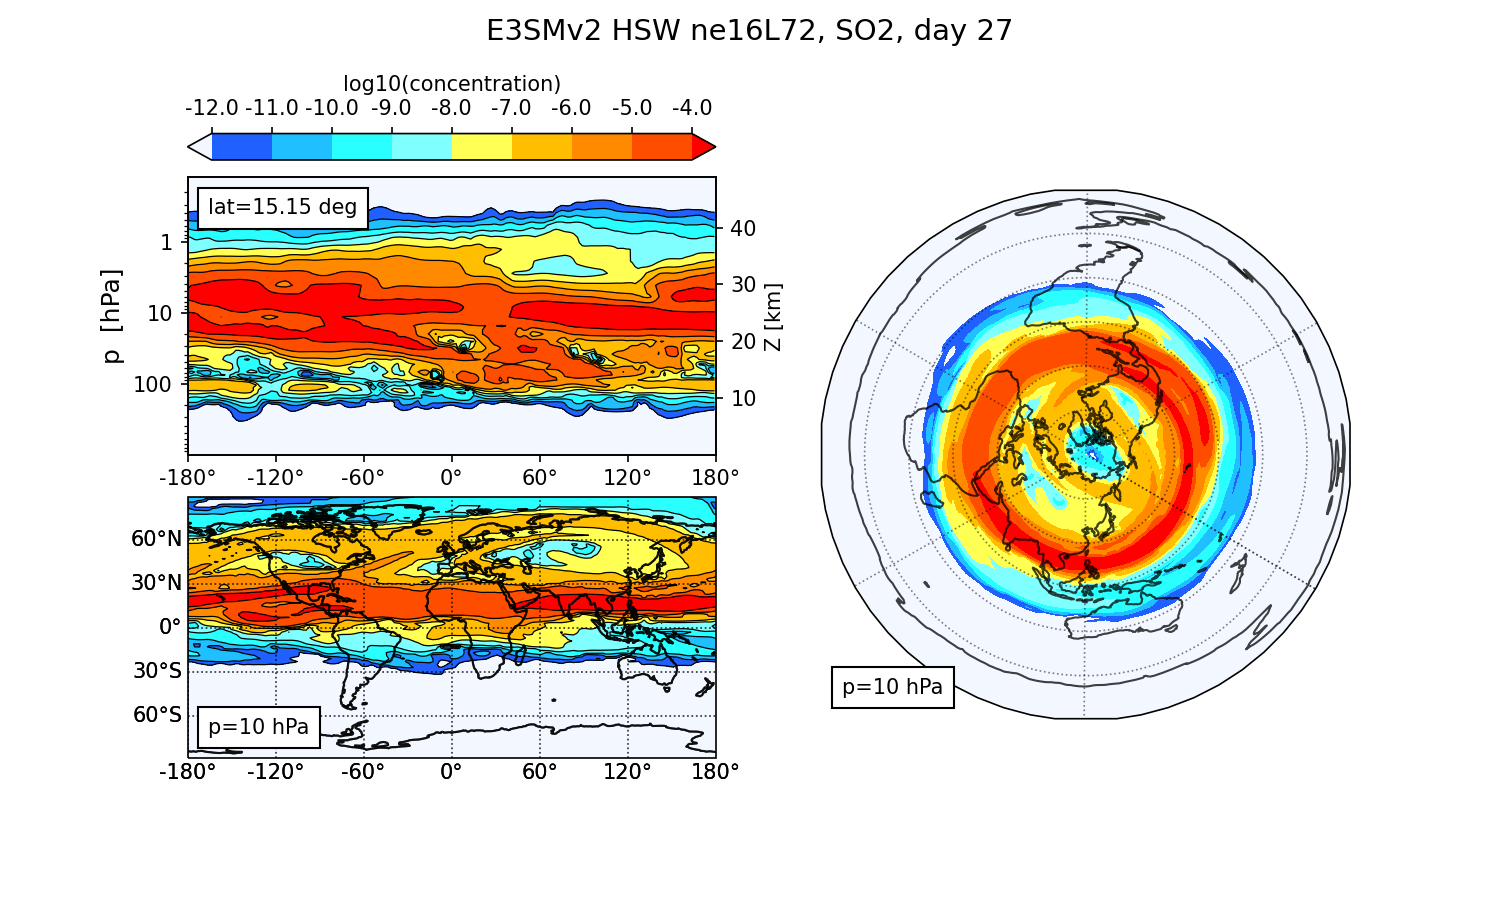 E3SMv2 HSW ne16L72, SO2, day 27
log10(concentration)
-12.0 -11.0 -10.0 -9.0 -8.0 -7.0 -6.0 -5.0 -4.0
lat=15.15 deg
p [hPa]
1
10
100
40
30
20
10
Z [km]
-180° -120° -60° 0° 60° 120° 180°
60°N
30°N
0°
30°S
60°S
p=10 hPa
-180° -120° -60° 0° 60° 120° 180°
p=10 hPa